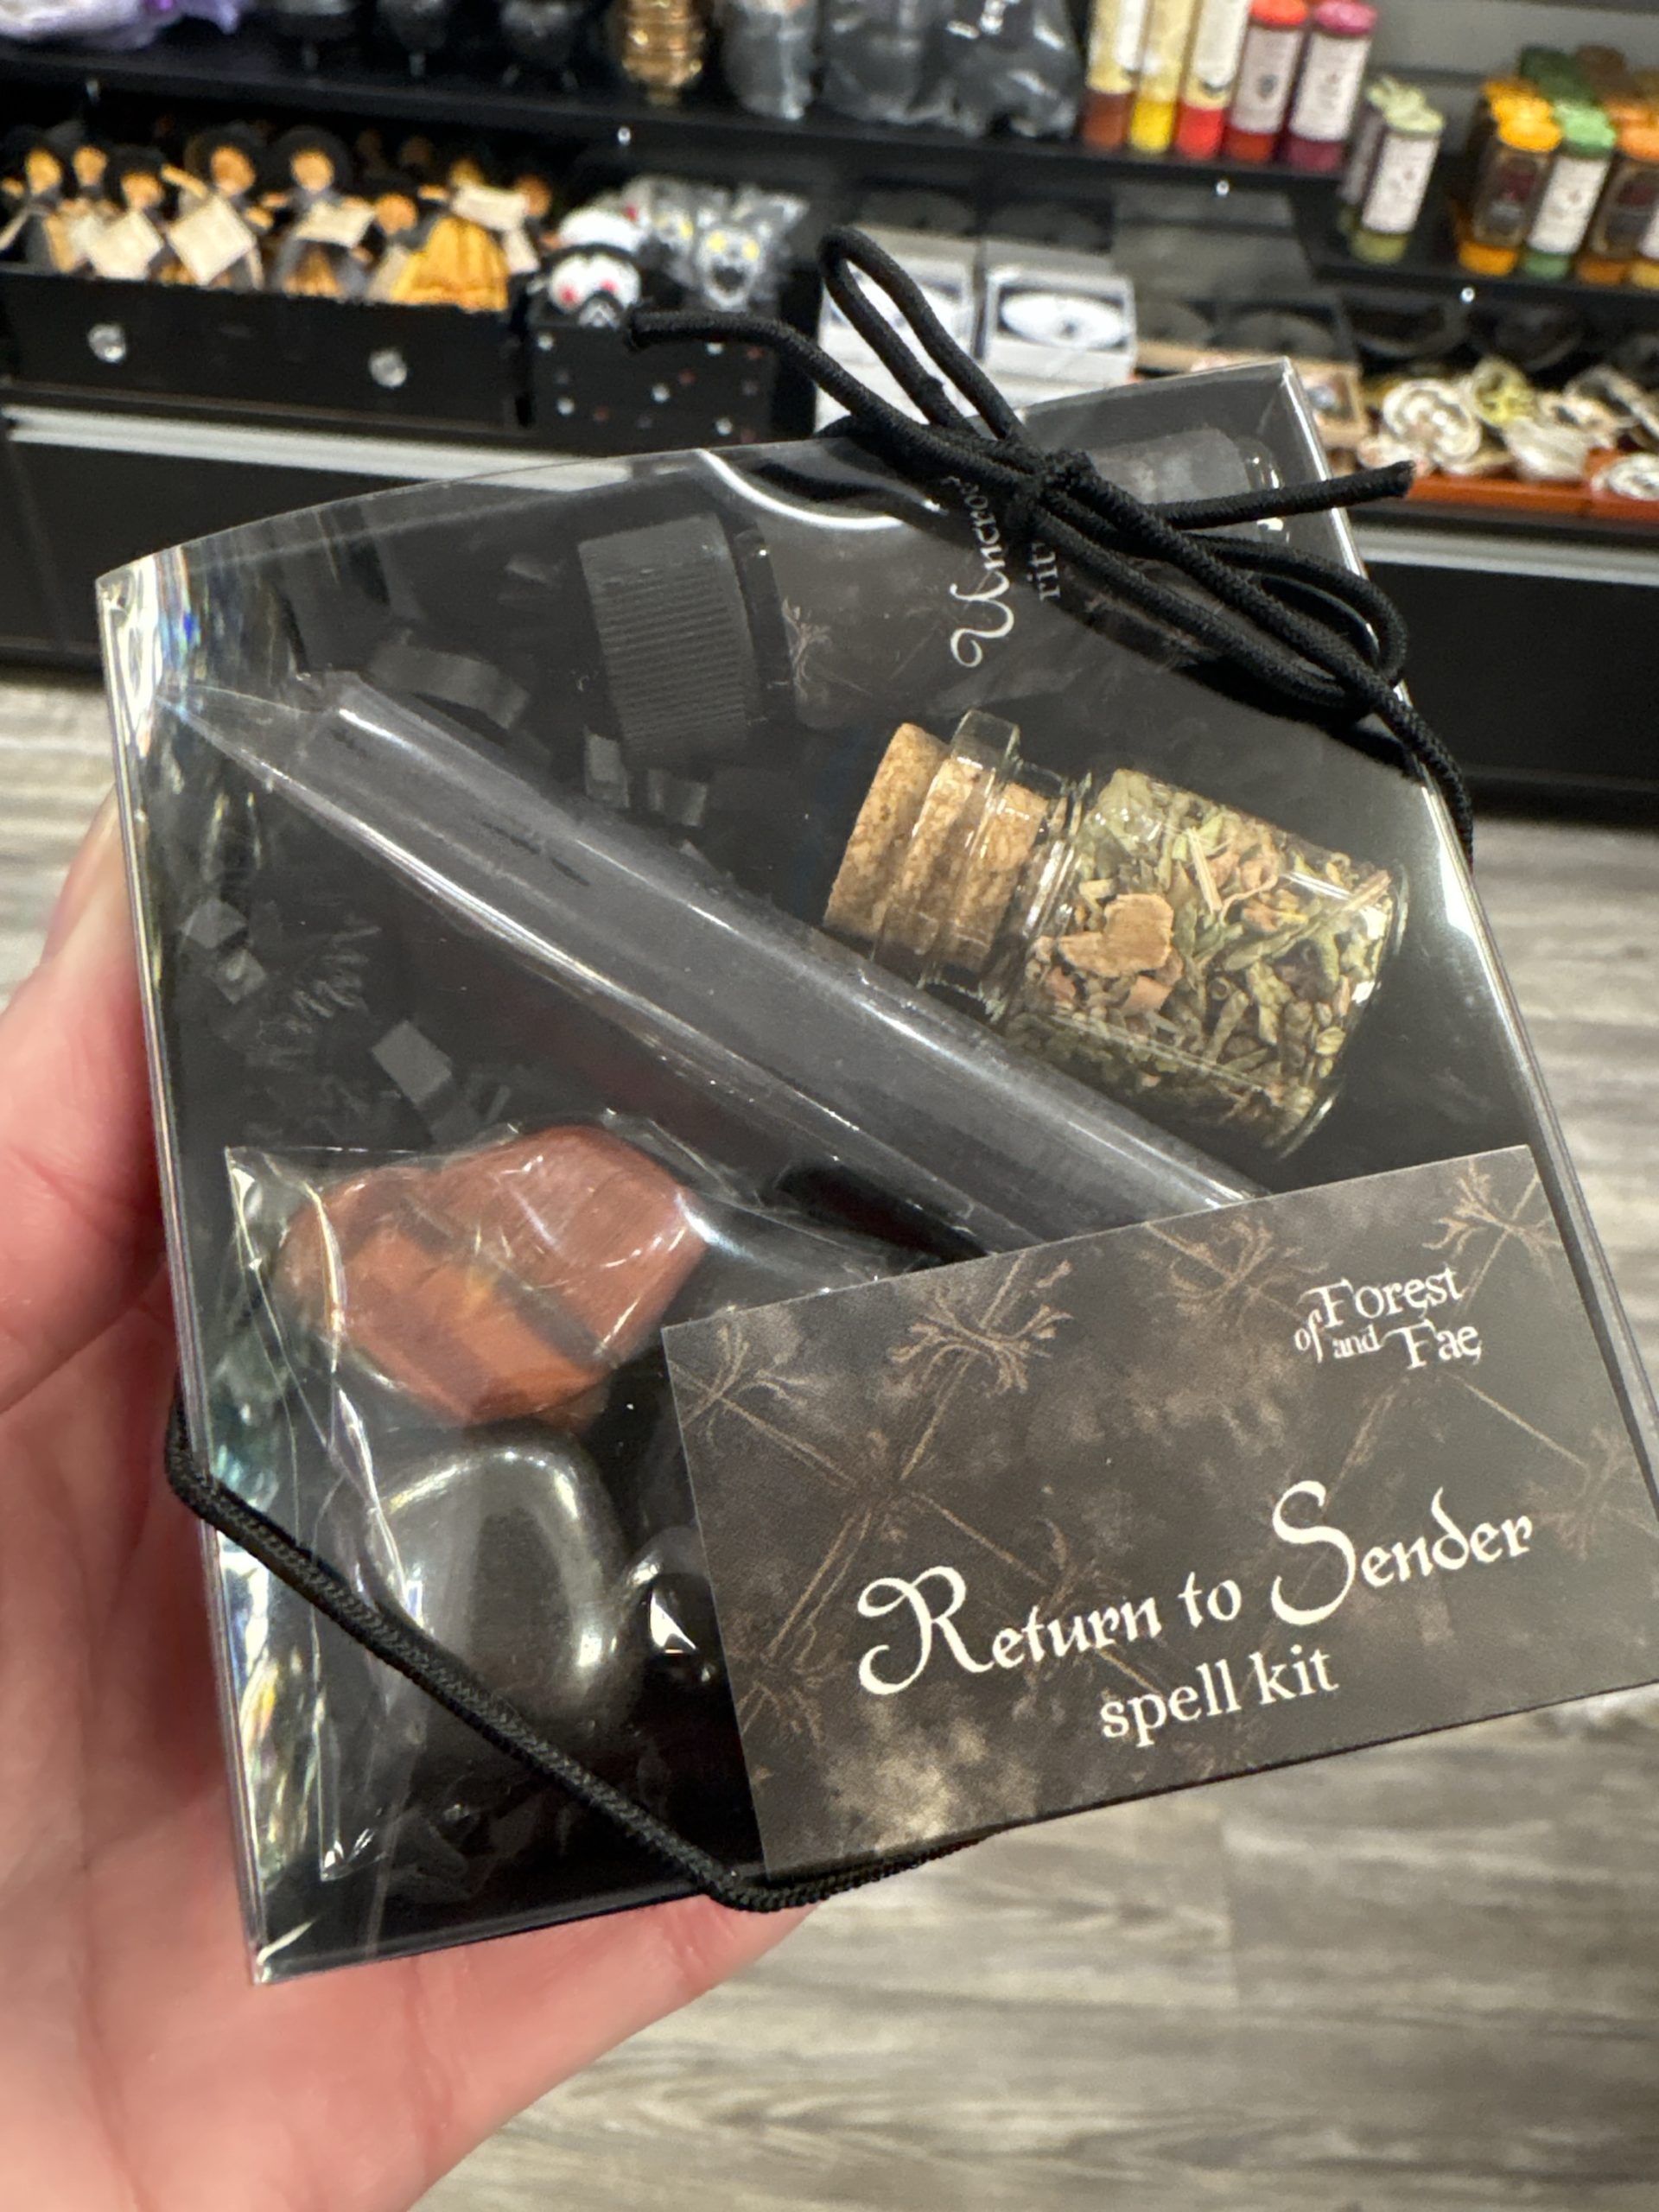 of Forest
and Fae
Return to Sender
spell kit